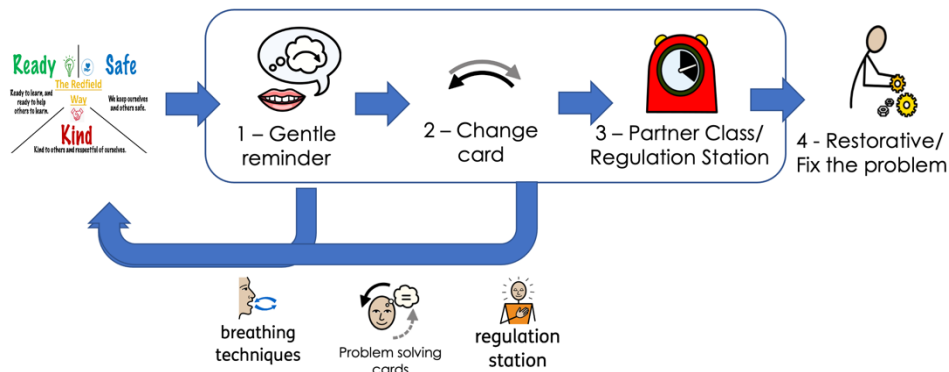 Ready Safe
The Redfield
Way
Ready to learn, and
ready to help
others to learn.
We keep ourselves
and others safe.
Kind
Kind to others and respectful of ourselves.
1 – Gentle
reminder
2 – Change
card
3 – Partner Class/
Regulation Station
4 - Restorative/
Fix the problem
breathing
techniques
Problem solving
cards
regulation
station